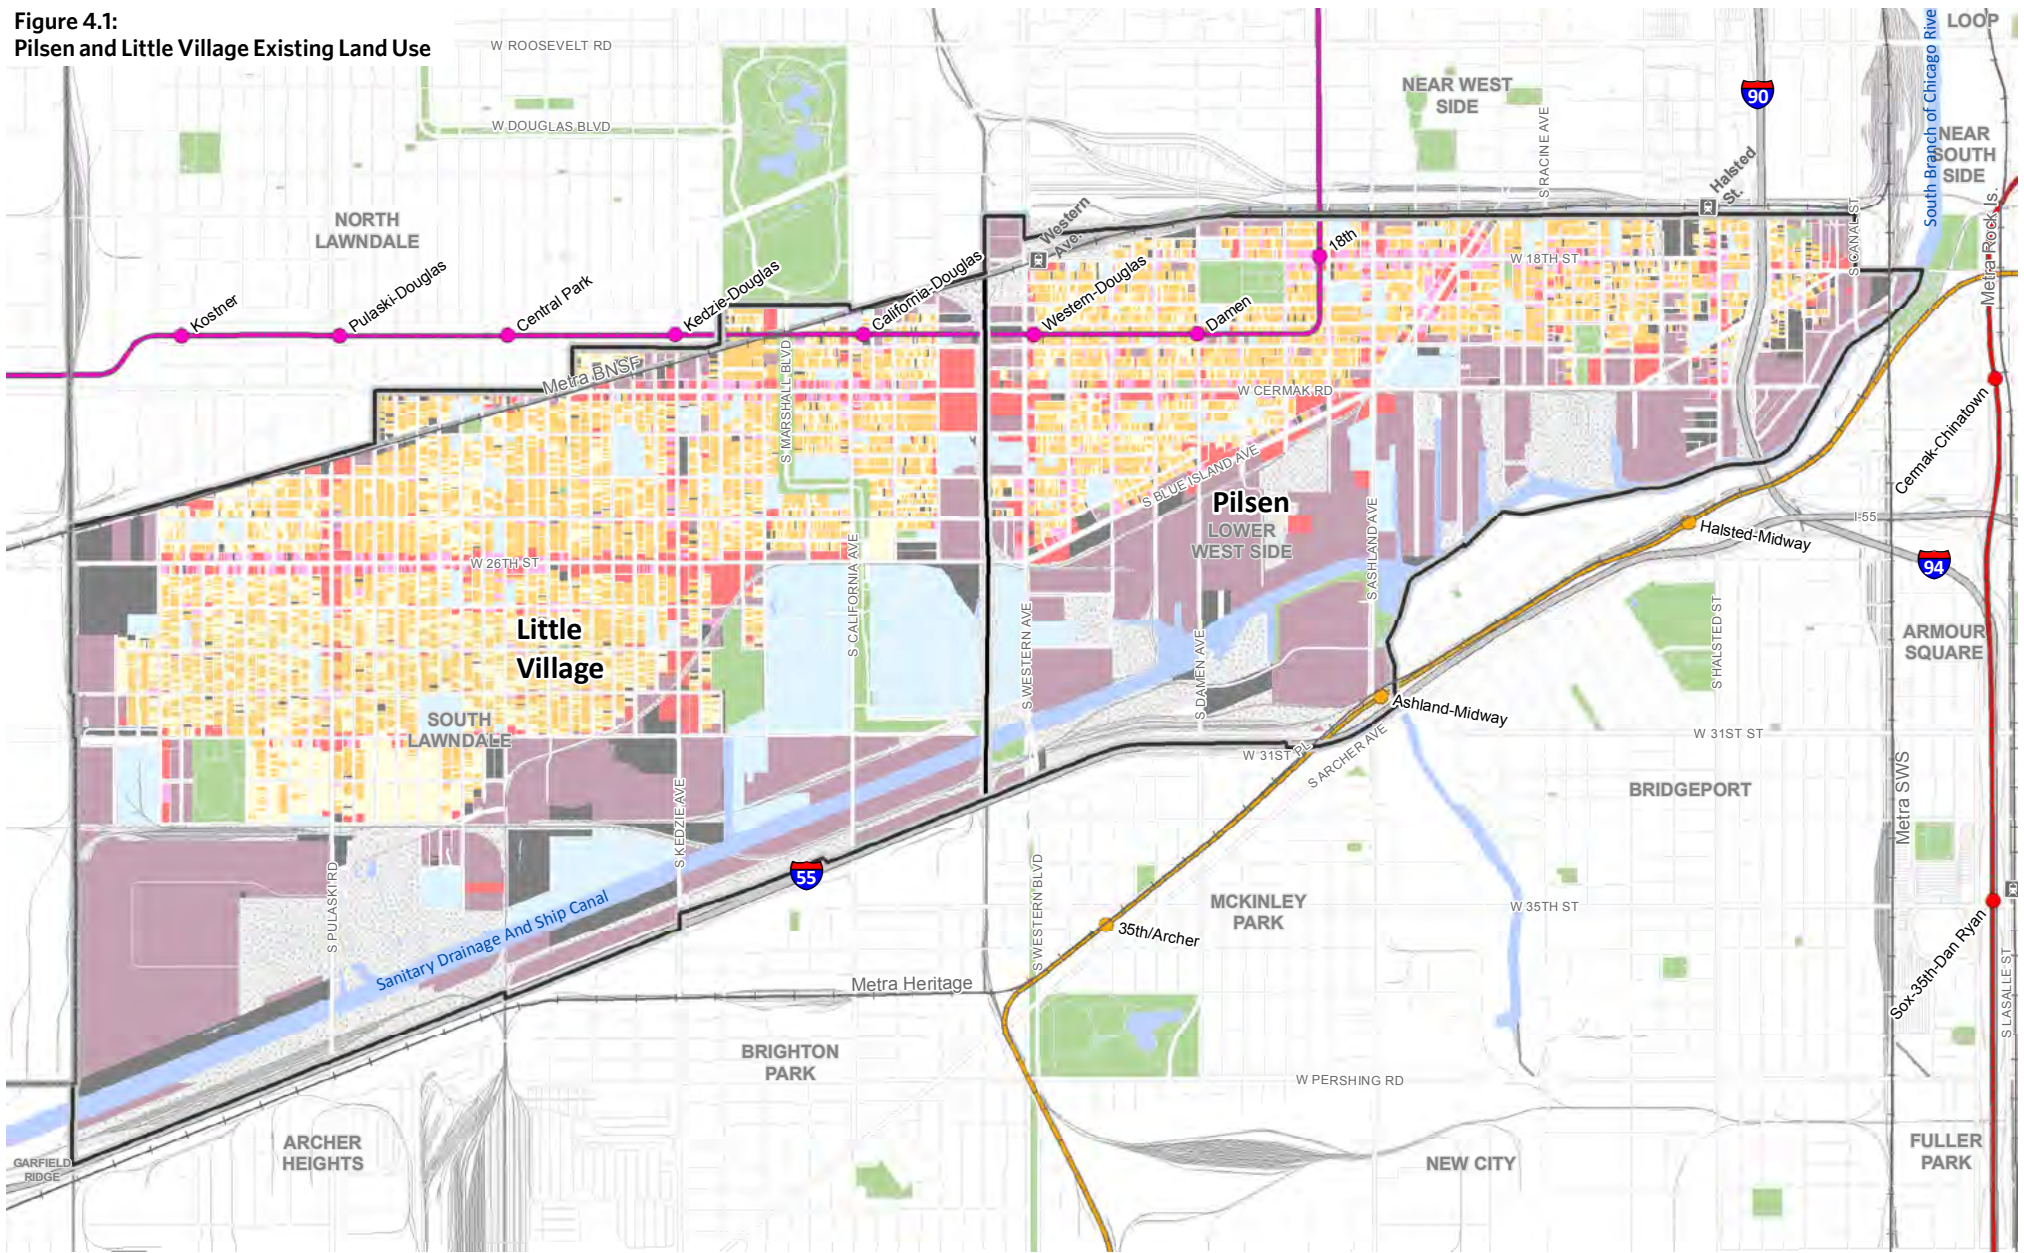 Figure 4.1:
Pilsen and Little Village Existing Land Use
W ROOSEVELT RD
LOOP
South Branch of Chicago River
NEAR WEST
SIDE
90
W DOUGLAS BLVD
S RACINE AVE
NEAR
SOUTH
SIDE
Halsted
St.
NORTH
LAWNDALE
Western
Ave.
18th
W 18TH ST
S CANAL ST
Metra Rock Is.
Kostner
Pulaski-Douglas
Central Park
Kedzie-Douglas
California-Douglas
Western-Douglas
Damen
Metra BNSF
S MARSHALL BLVD
W CERMAK RD
Cermak-Chinatown
S BLUE ISLAND AVE
Pilsen
LOWER
WEST SIDE
S ASHLAND AVE
Halsted-Midway
I-55
94
W 26TH ST
S CALIFORNIA AVE
Little
Village
S WESTERN AVE
S DAMEN AVE
S HALSTED ST
ARMOUR
SQUARE
SOUTH
LAWNDALE
Ashland-Midway
W 31ST PL
S ARCHER AVE
W 31ST ST
BRIDGEPORT
Metra SWS
S KEDZIE AVE
55
S PULASKI RD
Sanitary Drainage And Ship Canal
S WESTERN BLVD
MCKINLEY
PARK
W 35TH ST
35th/Archer
Sox-35th-Dan Ryan
S LASALLE ST
Metra Heritage
BRIGHTON
PARK
W PERSHING RD
ARCHER
HEIGHTS
GARFIELD
RIDGE
NEW CITY
FULLER
PARK